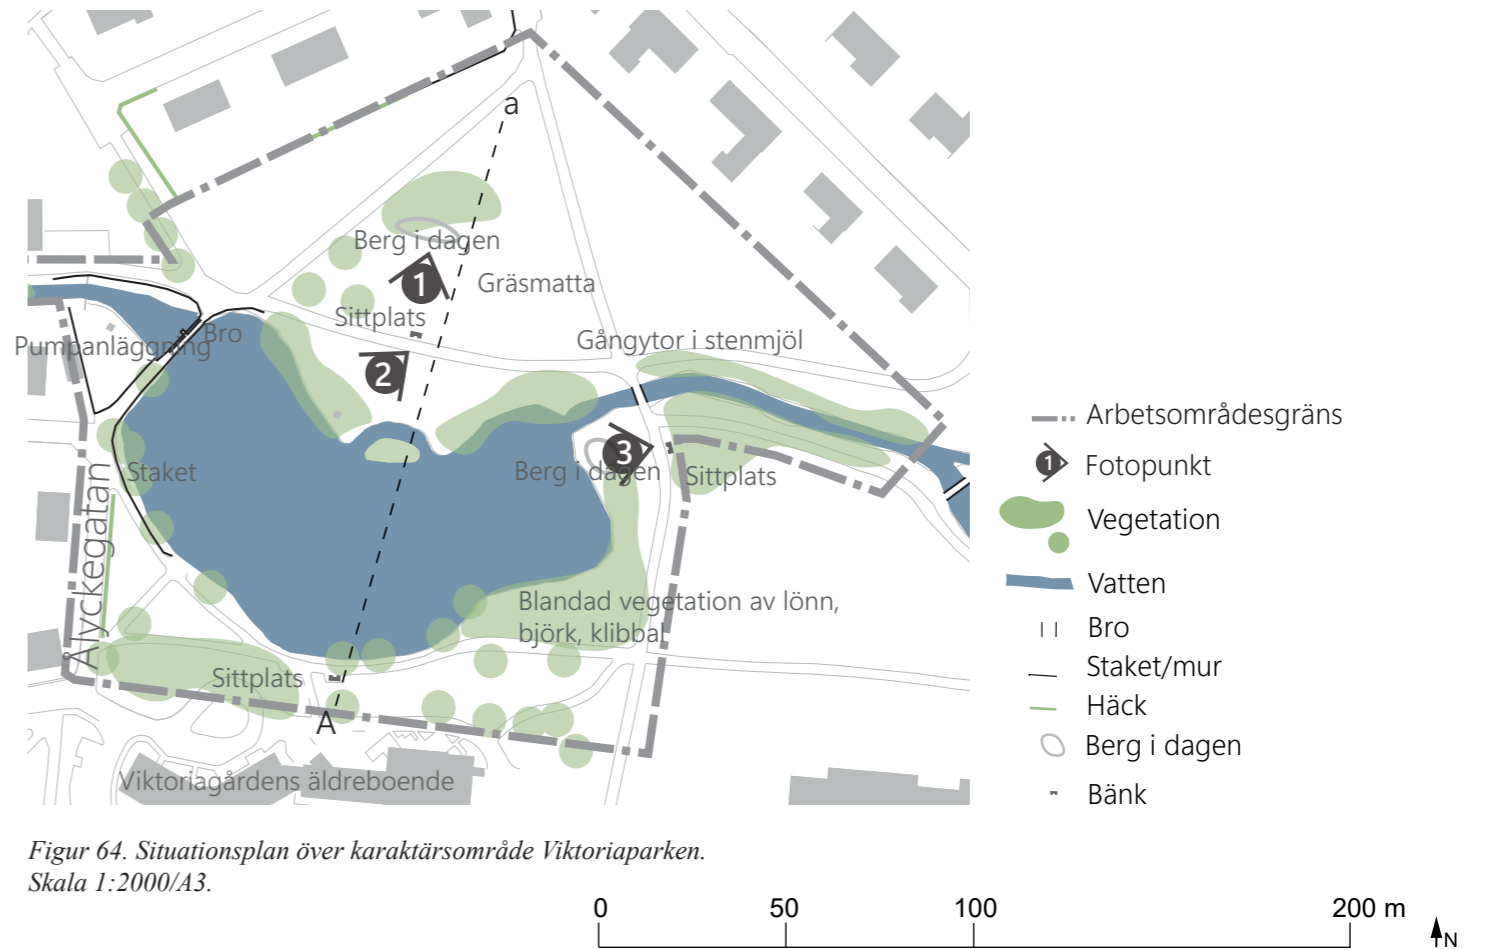 a
Berg i dagen
1
Gräsmatta
Sittplats
Bro
Pumpanläggning
Gångytor i stenmjöl
2
3
Berg i dagen
Sittplats
Staket
Ålyckegatan
Blandad vegetation av lönn,
björk, klibbal
Sittplats
A
Viktoriagårdens äldreboende
Arbetsområdesgräns
1 Fotopunkt
Vegetation
Vatten
Bro
Staket/mur
Häck
Berg i dagen
Bänk
Figur 64. Situationsplan över karaktärsområde Viktoriaparken.
Skala 1:2000/A3.
0 50 100 200 m
N